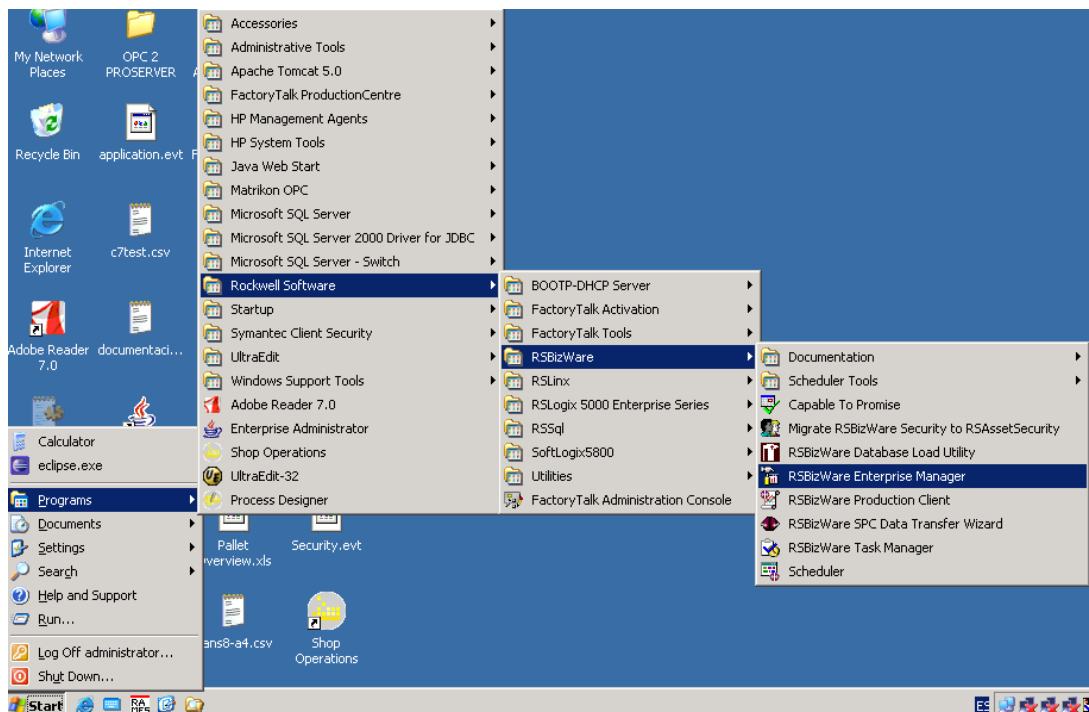 My Network
Places
OPC 2
PROSERVER
Recycle Bin
application.evt
Internet
Explorer
c7test.csv
Adobe Reader
7.0
documentaci...
Calculator
eclipse.exe
Programs
Documents
Settings
Search
Help and Support
Run...
Log Off administrator...
Shut Down...
Accessories
Administrative Tools
Apache Tomcat 5.0
FactoryTalk ProductionCentre
HP Management Agents
HP System Tools
Java Web Start
Matrikon OPC
Microsoft SQL Server
Microsoft SQL Server 2000 Driver for JDBC
Microsoft SQL Server - Switch
Rockwell Software
Startup
Symantec Client Security
UltraEdit
Windows Support Tools
Adobe Reader 7.0
Enterprise Administrator
Shop Operations
UltraEdit-32
Process Designer
BOOTP-DHCP Server
FactoryTalk Activation
FactoryTalk Tools
RSBizWare
RSLinx
RSLogix 5000 Enterprise Series
RSSql
SoftLogix5800
Utilities
FactoryTalk Administration Console
Documentation
Scheduler Tools
Capable To Promise
Migrate RSBizWare Security to RSAssetSecurity
RSBizWare Database Load Utility
RSBizWare Enterprise Manager
RSBizWare Production Client
RSBizWare SPC Data Transfer Wizard
RSBizWare Task Manager
Scheduler
Pallet
verview.xls
Security.evt
ans8-a4.csv
Shop
Operations
Start
ES